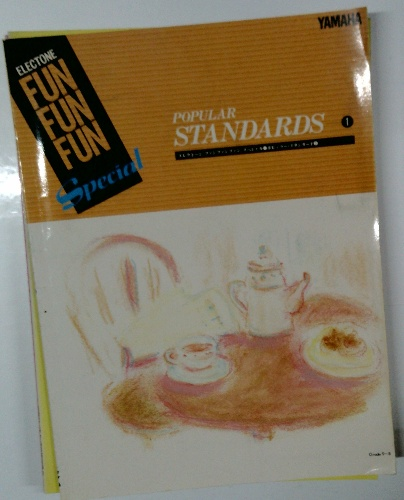 YAMAHA
ELECTONE
FUN
FUN
FUN
Special
POPULAR
STANDARDS
1